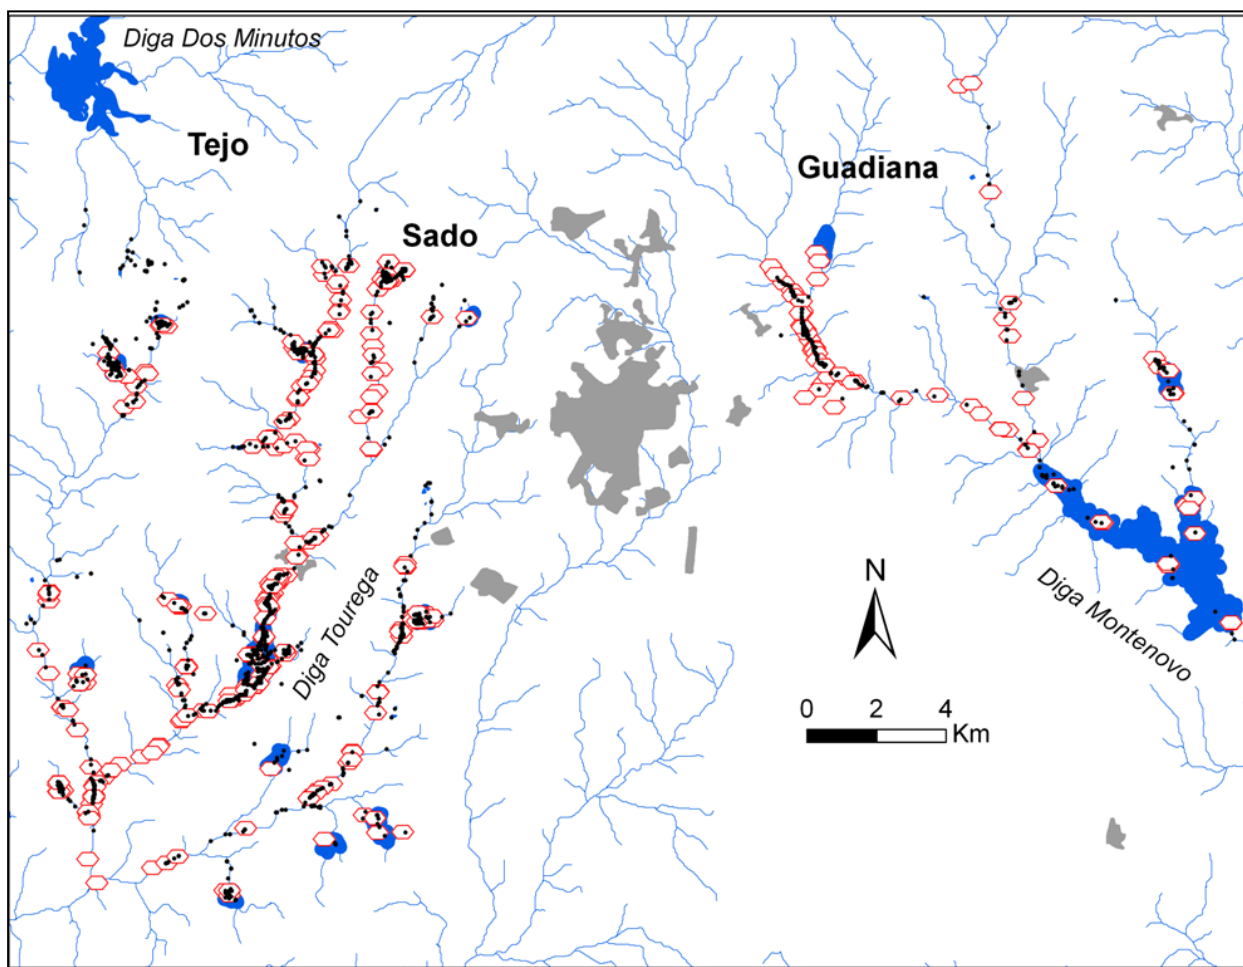 Diga Dos Minutos
Tejo
Guadiana
Sado
Diga Tourega
N
Diga Montenovo
0 2 4
Km